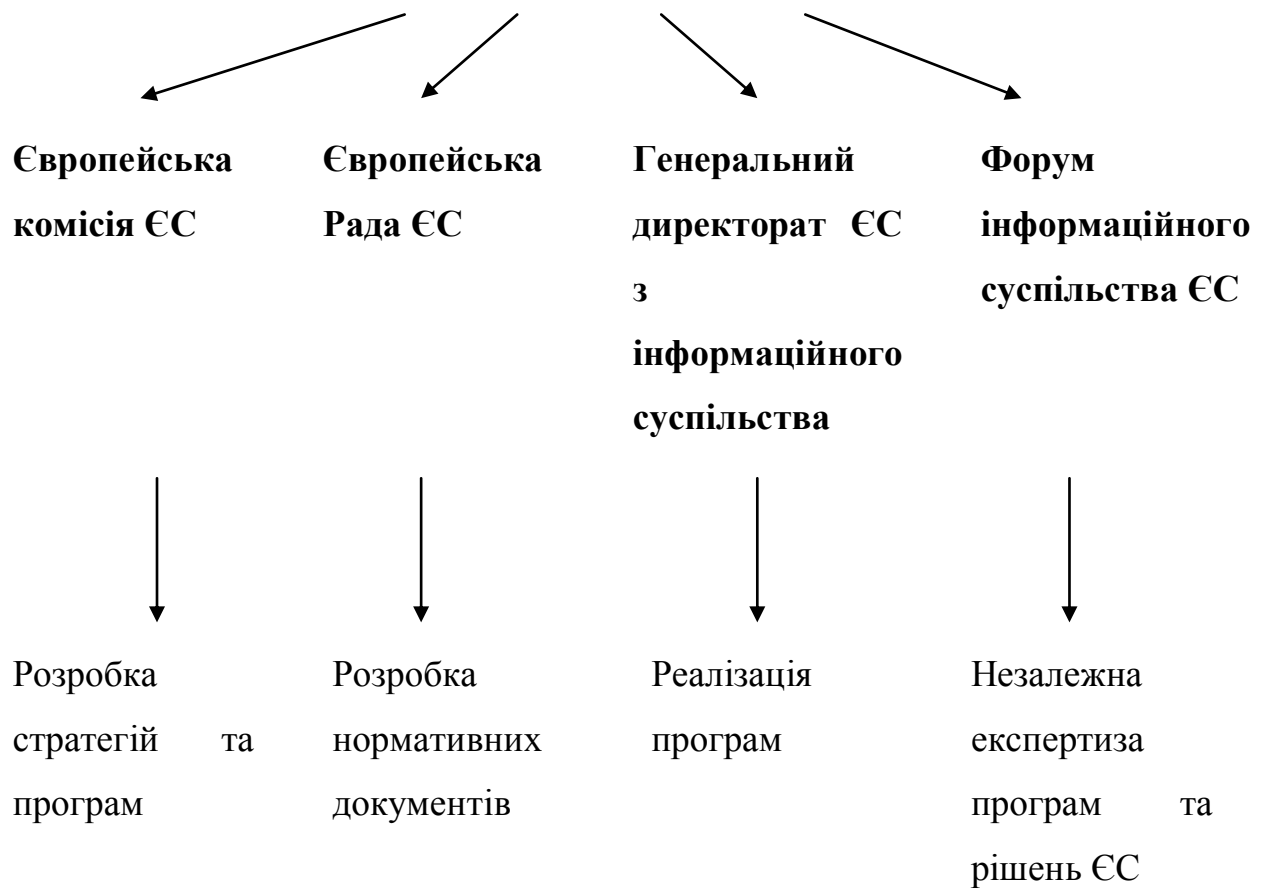 Європейська
комісія ЄС
Європейська
Рада ЄС
Генеральний
директорат ЄС
з
інформаційного
суспільства
Форум
інформаційного
суспільства ЄС
Розробка
стратегій та
програм
Розробка
нормативних
документів
Реалізація
програм
Незалежна
експертиза
програм та
рішень ЄС